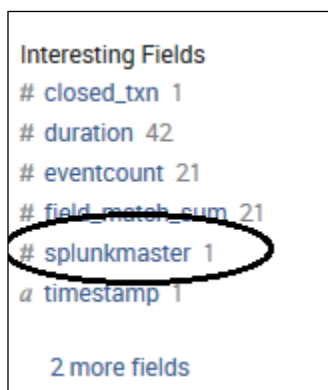 Interesting Fields
# closed_txn 1
# duration 42
# eventcount 21
# field_match_sum 21
# splunkmaster 1
a timestamp 1
2 more fields